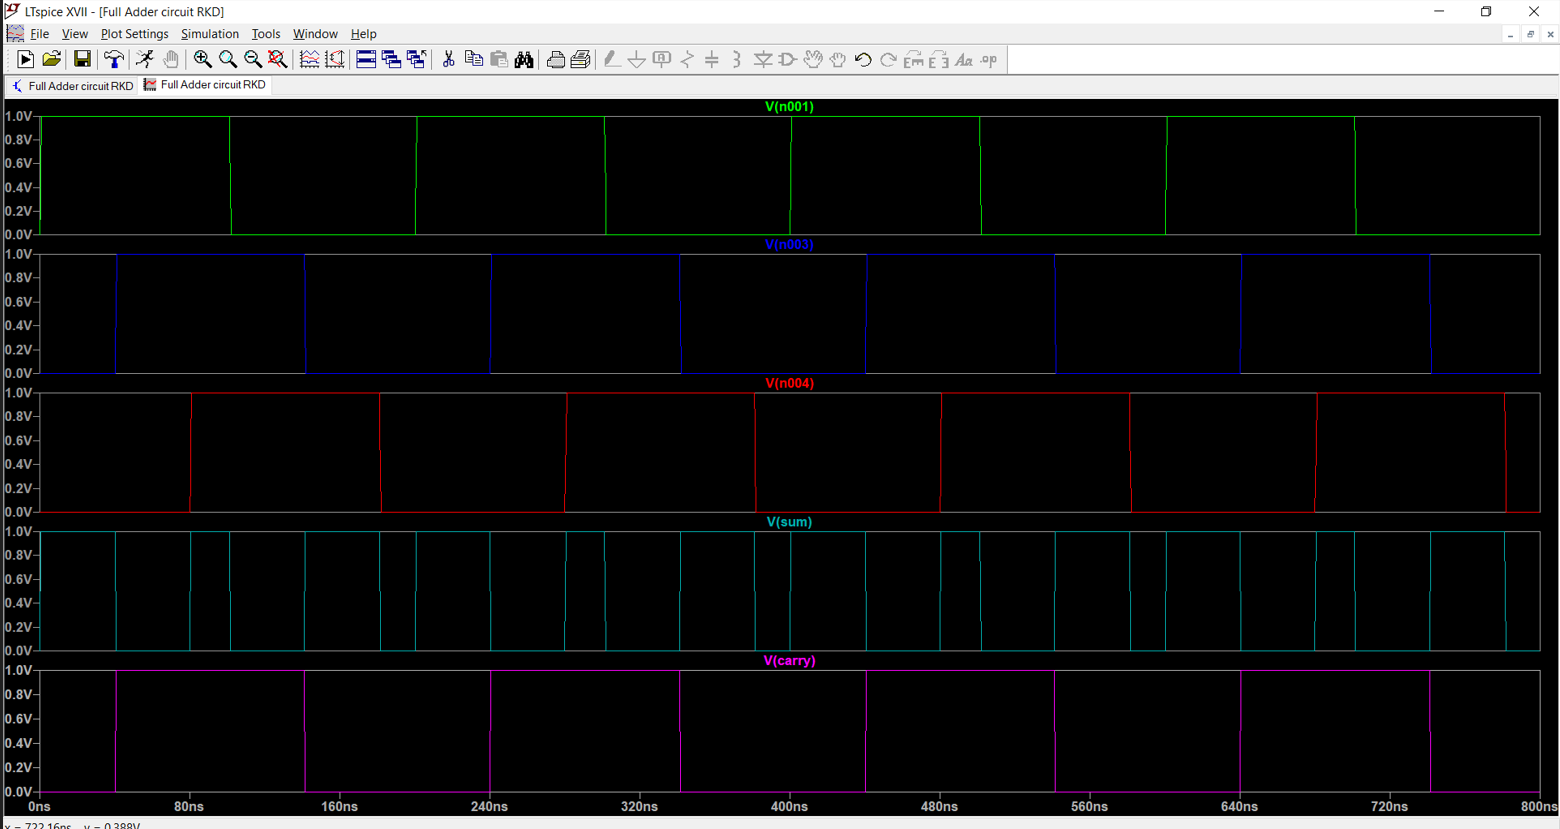 LTspice XVII - [Full Adder circuit RKD]
File View Plot Settings Simulation Tools Window Help
Full Adder circuit RKD Full Adder circuit RKD
V(n001)
1.0V
0.8V
0.6V
0.4V
0.2V
0.0V
V(n003)
1.0V
0.8V
0.6V
0.4V
0.2V
0.0V
V(n004)
1.0V
0.8V
0.6V
0.4V
0.2V
0.0V
V(sum)
1.0V
0.8V
0.6V
0.4V
0.2V
0.0V
V(carry)
1.0V
0.8V
0.6V
0.4V
0.2V
0.0V
0ns 80ns 160ns 240ns 320ns 400ns 480ns 560ns 640ns 720ns 800ns
x = 722.16ns y = 0.388V